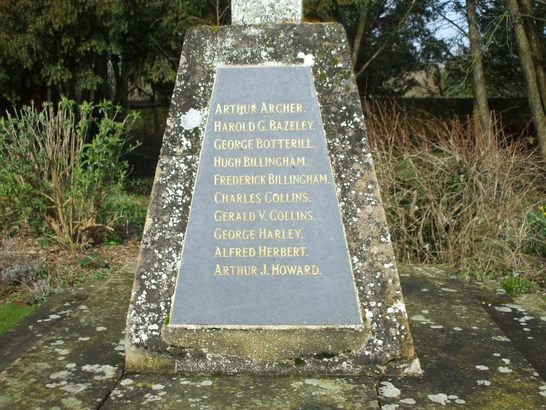 ARTHUR ARCHER.
HAROLD G. BAZELEY.
GEORGE BOTTERILL.
HUGH BILLINGHAM.
FREDERICK BILLINGHAM.
CHARLES COLLINS.
GERALD V. COLLINS.
GEORGE HARLEY.
ALFRED HERBERT.
ARTHUR J. HOWARD.